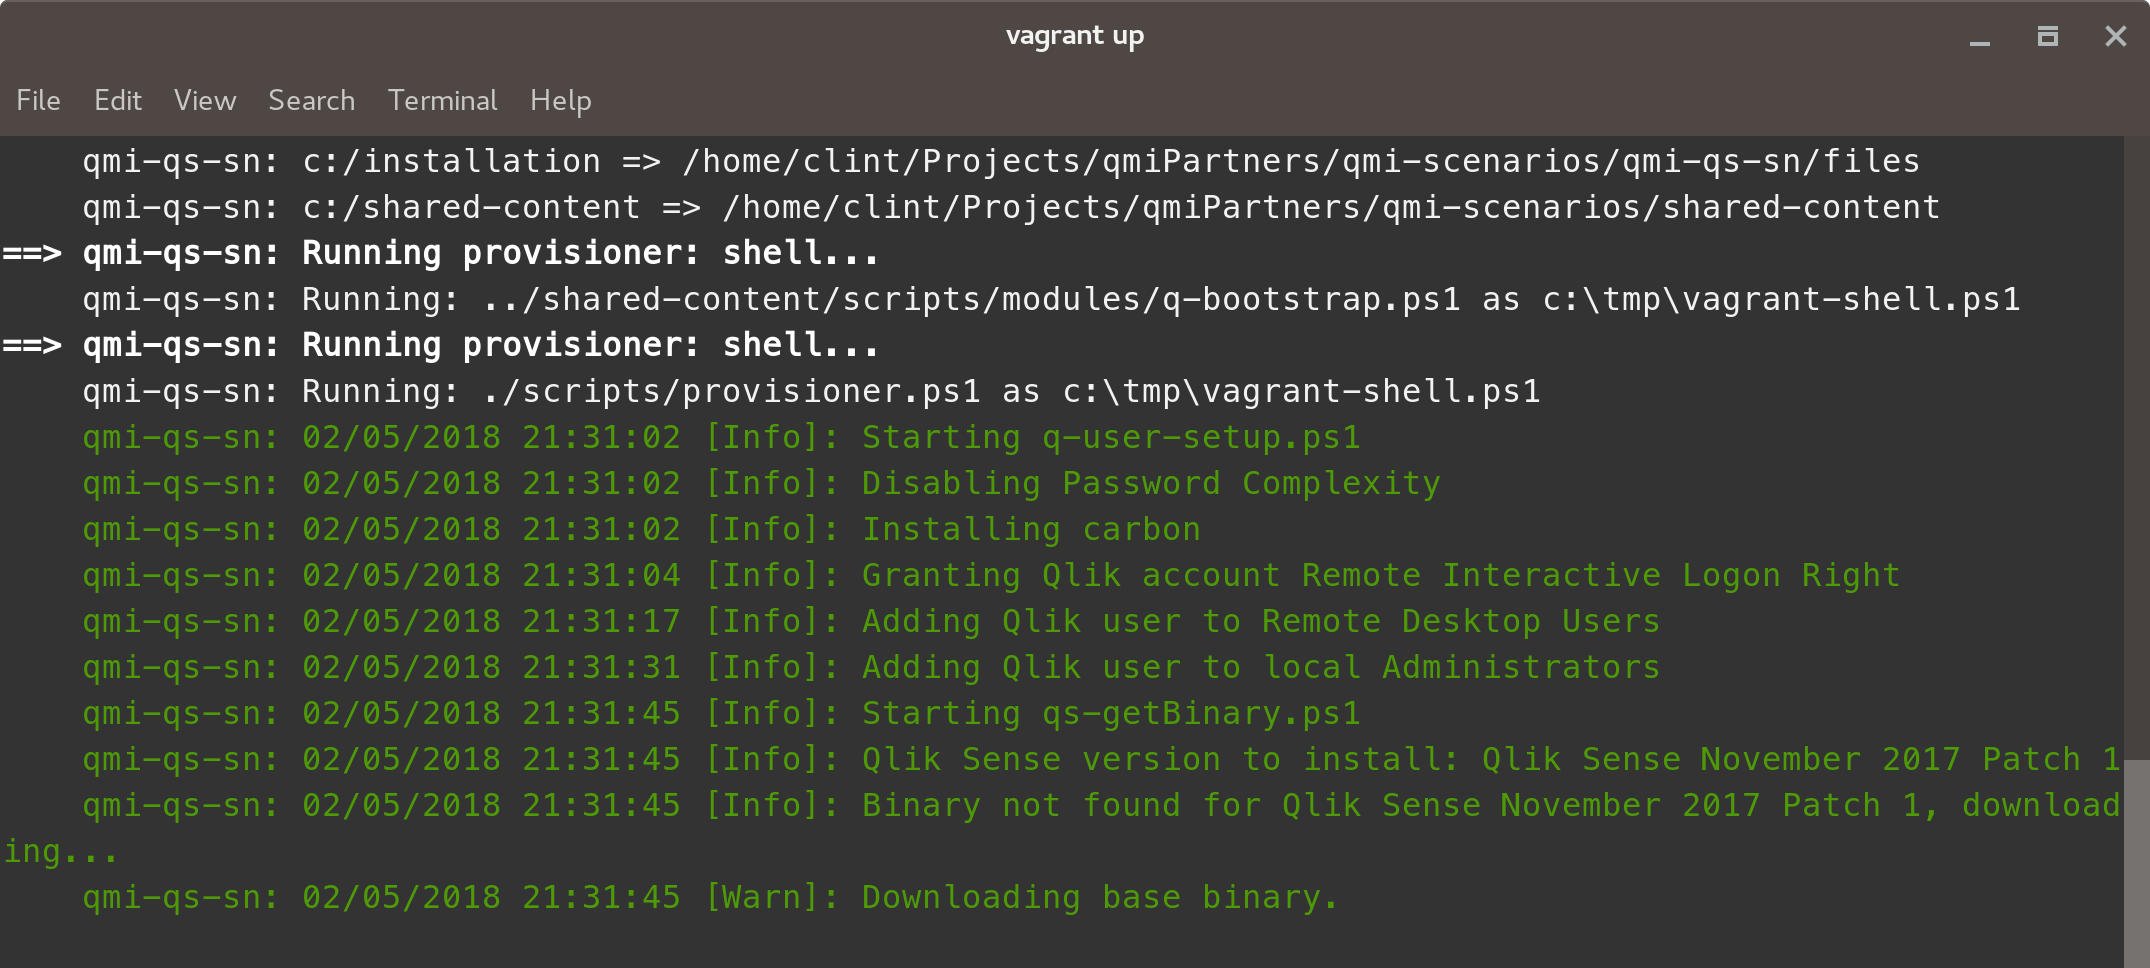 vagrant up
File Edit View Search Terminal Help
qmi-qs-sn: c:/installation => /home/clint/Projects/qmiPartners/qmi-scenarios/qmi-qs-sn/files
qmi-qs-sn: c:/shared-content => /home/clint/Projects/qmiPartners/qmi-scenarios/shared-content
==> qmi-qs-sn: Running provisioner: shell...
qmi-qs-sn: Running: ../shared-content/scripts/modules/q-bootstrap.ps1 as c:\tmp\vagrant-shell.ps1
==> qmi-qs-sn: Running provisioner: shell...
qmi-qs-sn: Running: ./scripts/provisioner.ps1 as c:\tmp\vagrant-shell.ps1
qmi-qs-sn: 02/05/2018 21:31:02 [Info]: Starting q-user-setup.ps1
qmi-qs-sn: 02/05/2018 21:31:02 [Info]: Disabling Password Complexity
qmi-qs-sn: 02/05/2018 21:31:02 [Info]: Installing carbon
qmi-qs-sn: 02/05/2018 21:31:04 [Info]: Granting Qlik account Remote Interactive Logon Right
qmi-qs-sn: 02/05/2018 21:31:17 [Info]: Adding Qlik user to Remote Desktop Users
qmi-qs-sn: 02/05/2018 21:31:31 [Info]: Adding Qlik user to local Administrators
qmi-qs-sn: 02/05/2018 21:31:45 [Info]: Starting qs-getBinary.ps1
qmi-qs-sn: 02/05/2018 21:31:45 [Info]: Qlik Sense version to install: Qlik Sense November 2017 Patch 1
qmi-qs-sn: 02/05/2018 21:31:45 [Info]: Binary not found for Qlik Sense November 2017 Patch 1, download
ing...
qmi-qs-sn: 02/05/2018 21:31:45 [Warn]: Downloading base binary.